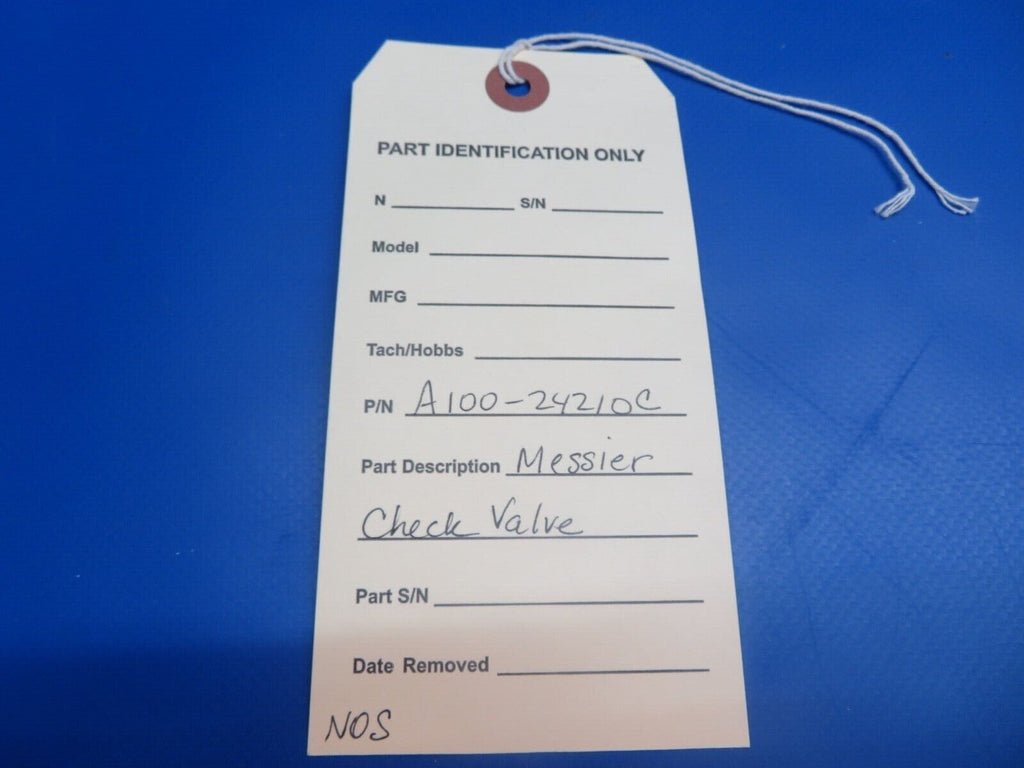 PART IDENTIFICATION ONLY
N S/N
Model
MFG
Tach/Hobbs
P/N A100-24210C
Part Description Messier
Check Valve
Part S/N
Date Removed
NOS